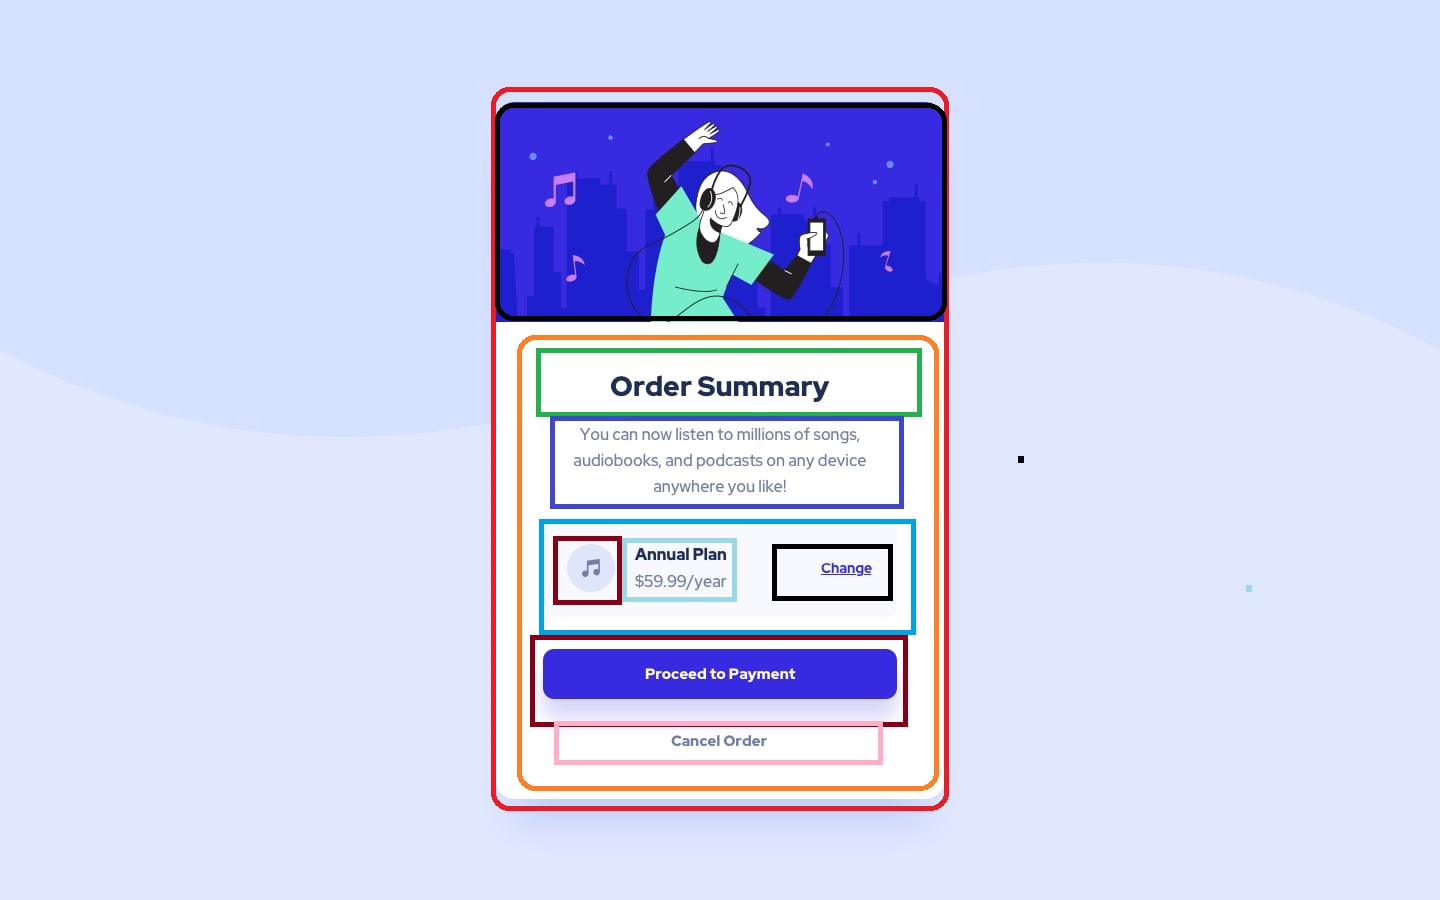 Order Summary
You can now listen to millions of songs,
audiobooks, and podcasts on any device
anywhere you like!
Annual Plan
$59.99/year
Change
Proceed to Payment
Cancel Order